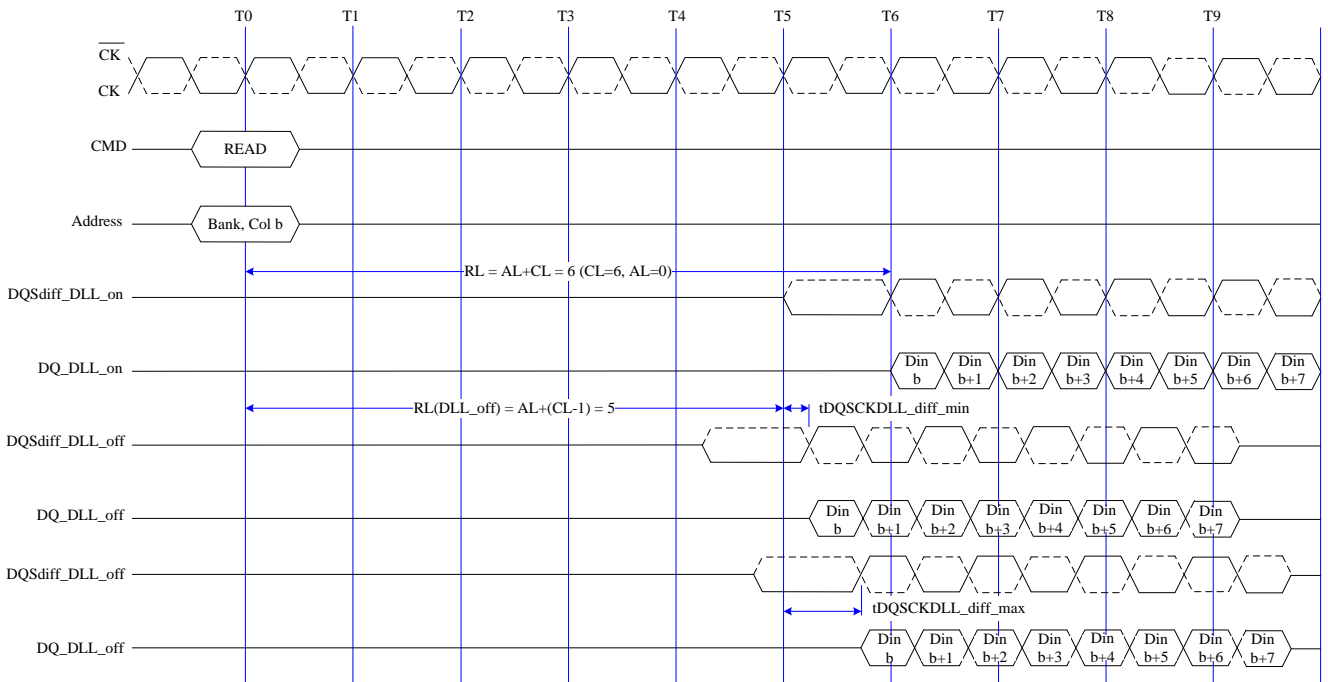 T0 T1 T2 T3 T4 T5 T6 T7 T8 T9
CK
CK
CMD READ
Address Bank, Col b
RL = AL+CL = 6 (CL=6, AL=0)
DQSdiff_DLL_on
DQ_DLL_on Din b Din b+1 Din b+2 Din b+3 Din b+4 Din b+5 Din b+6 Din b+7
RL(DLL_off) = AL+(CL-1) = 5 tDQSCKDLL_diff_min
DQSdiff_DLL_off
DQ_DLL_off Din b Din b+1 Din b+2 Din b+3 Din b+4 Din b+5 Din b+6 Din b+7
DQSdiff_DLL_off
tDQSCKDLL_diff_max
DQ_DLL_off Din b Din b+1 Din b+2 Din b+3 Din b+4 Din b+5 Din b+6 Din b+7